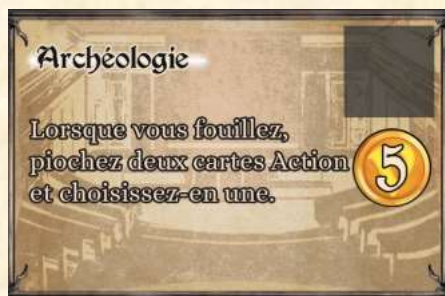 Archéologie
Lorsque vous fouillez,
piochez deux cartes Action
et choisissez-en une.
5